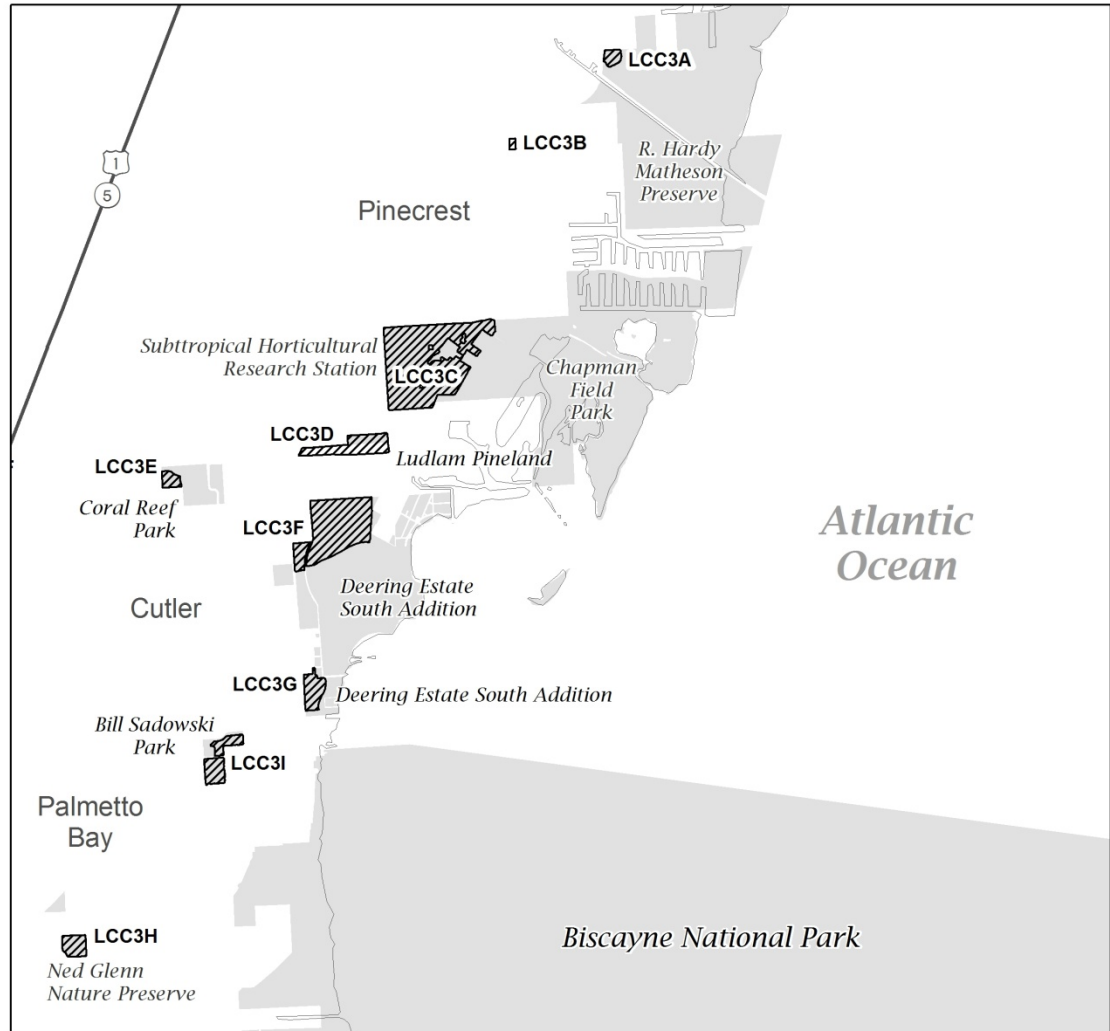 LCC3A
LCC3B
R. Hardy
Matheson
Preserve
1
5
Pinecrest
Subttropical Horticultural
Research Station
LCC3C
Chapman
Field
Park
LCC3D
Ludlam Pineland
LCC3E
Coral Reef
Park
LCC3F
Atlantic
Ocean
Deering Estate
South Addition
Cutler
LCC3G
Deering Estate South Addition
Bill Sadowski
Park
LCC3I
Palmetto
Bay
LCC3H
Biscayne National Park
Ned Glenn
Nature Preserve